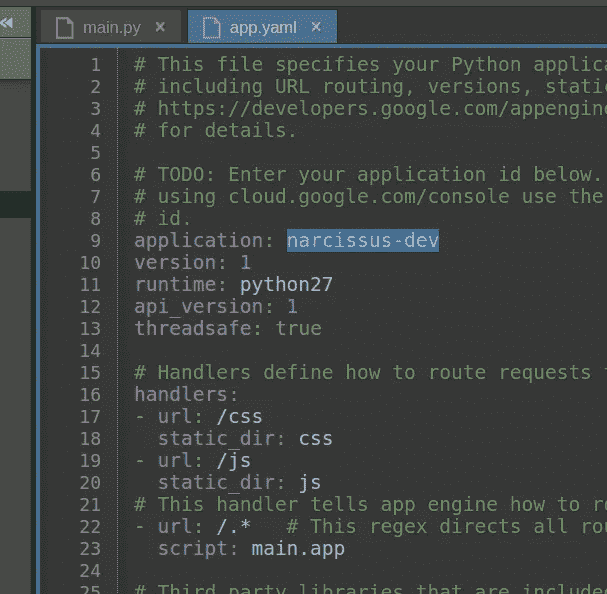 main.py × app.yaml ×
1 # This file specifies your Python applica
2 # including URL routing, versions, stati
3 # https://developers.google.com/appengine
4 # for details.
5
6 # TODO: Enter your application id below.
7 # using cloud.google.com/console use the
8 # id.
9 application: narcissus-dev
10 version: 1
11 runtime: python27
12 api_version: 1
13 threadsafe: true
14
15 # Handlers define how to route requests
16 handlers:
17 - url: /css
18 static_dir: css
19 - url: /js
20 static_dir: js
21 # This handler tells app engine how to ro
22 - url: /.* # This regex directs all rou
23 script: main.app
24
25 # Third party libraries that are include